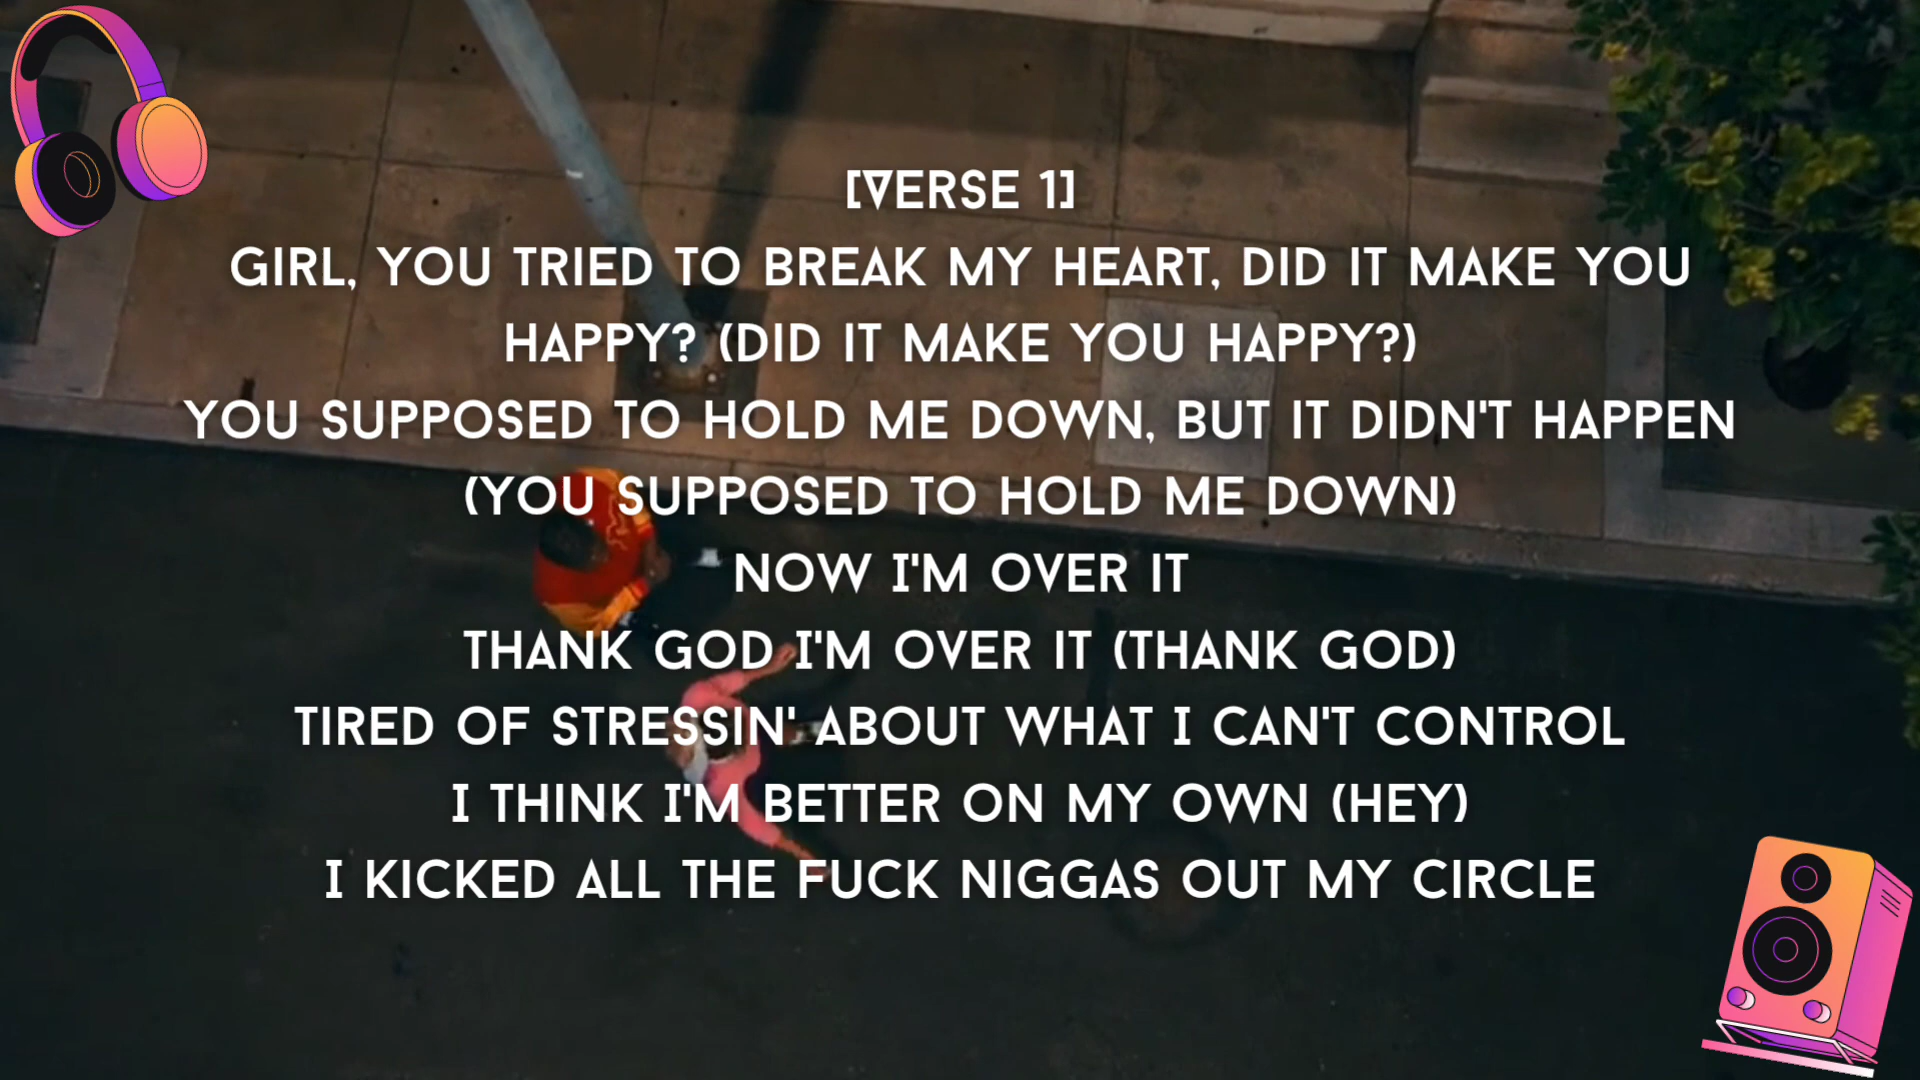 [VERSE 1]
GIRL, YOU TRIED TO BREAK MY HEART, DID IT MAKE YOU
HAPPY? (DID IT MAKE YOU HAPPY?)
YOU SUPPOSED TO HOLD ME DOWN, BUT IT DIDN'T HAPPEN
(YOU SUPPOSED TO HOLD ME DOWN)
NOW I'M OVER IT
THANK GOD I'M OVER IT (THANK GOD)
TIRED OF STRESSIN' ABOUT WHAT I CAN'T CONTROL
I THINK I'M BETTER ON MY OWN (HEY)
I KICKED ALL THE FUCK NIGGAS OUT MY CIRCLE